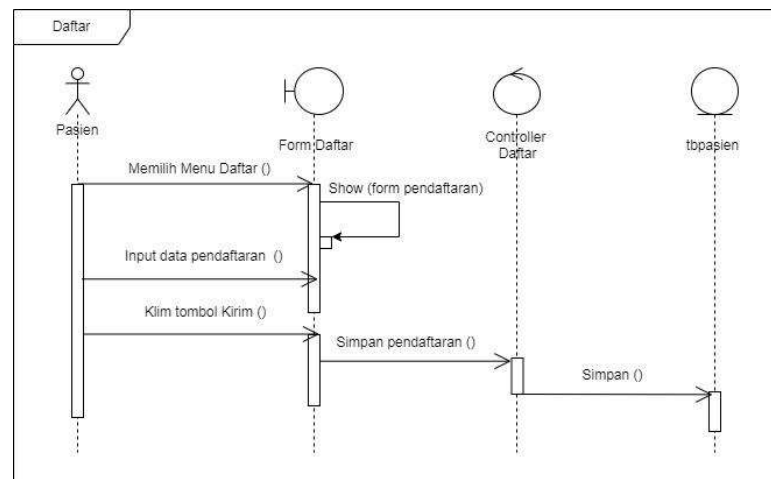 Daftar
Pasien
Form Daftar
Controller
Daftar
tbpasien
Memilih Menu Daftar ()
Show (form pendaftaran)
Input data pendaftaran ()
Klim tombol Kirim ()
Simpan pendaftaran ()
Simpan ()